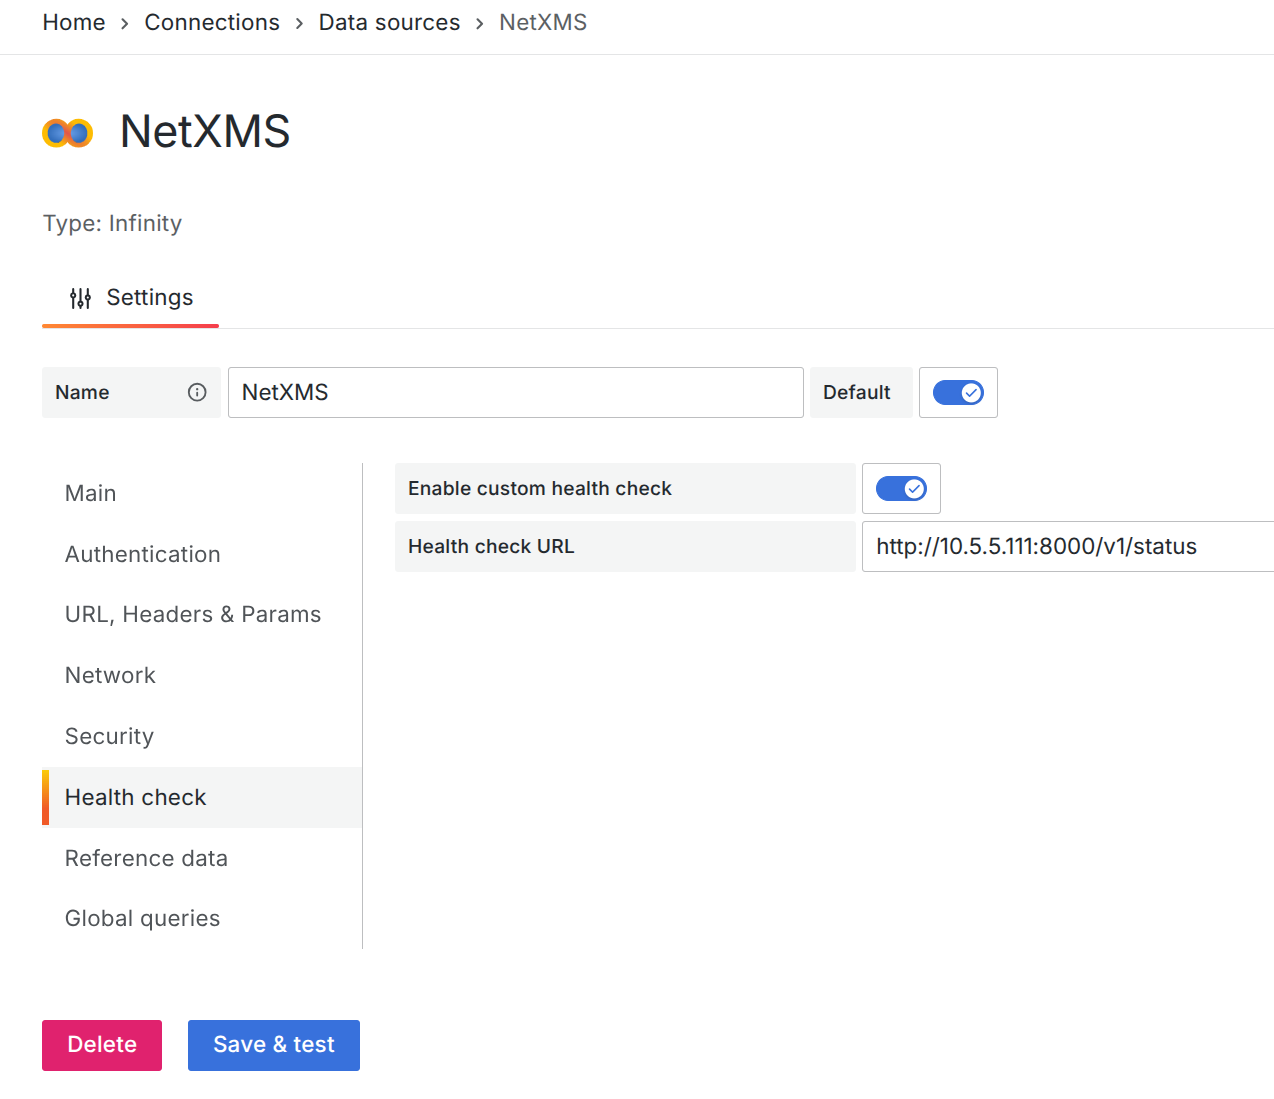 Home > Connections > Data sources > NetXMS
NetXMS
Type: Infinity
Settings
Name NetXMS Default
Main
Authentication
URL, Headers & Params
Network
Security
Health check
Reference data
Global queries
Enable custom health check
Health check URL http://10.5.5.111:8000/v1/status
Delete Save & test